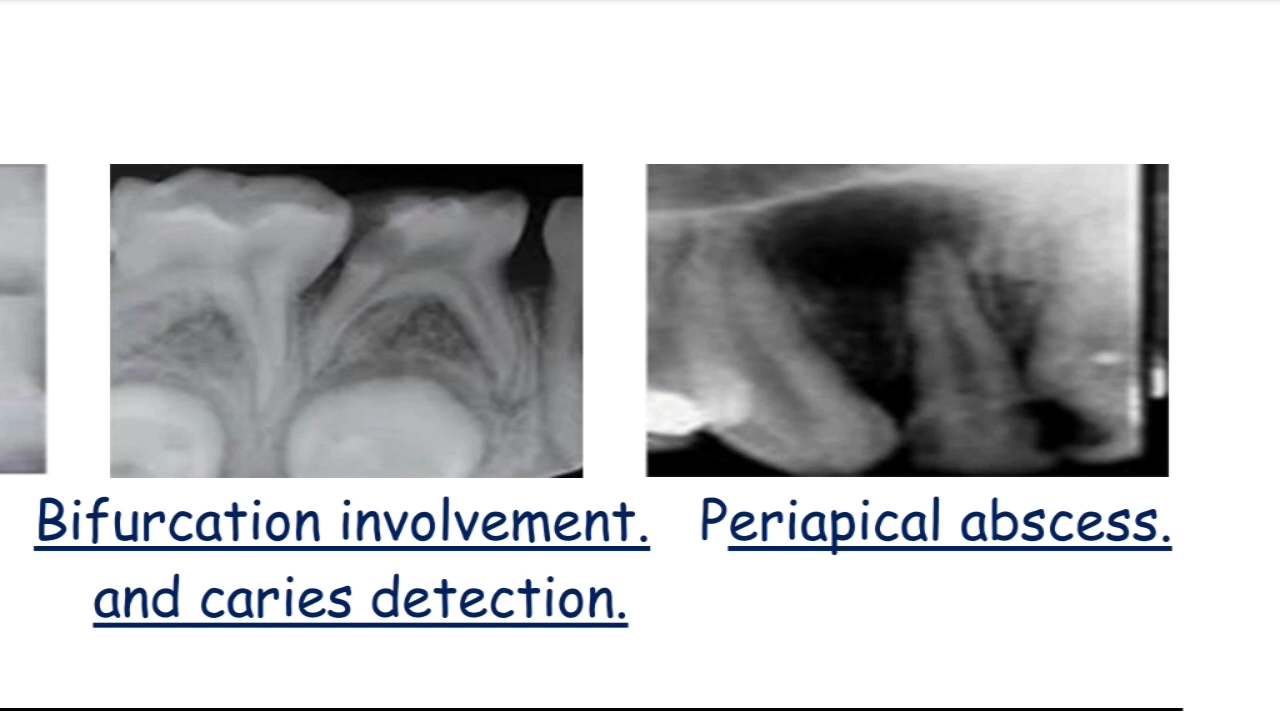 Bifurcation involvement.
and caries detection.
Periapical abscess.